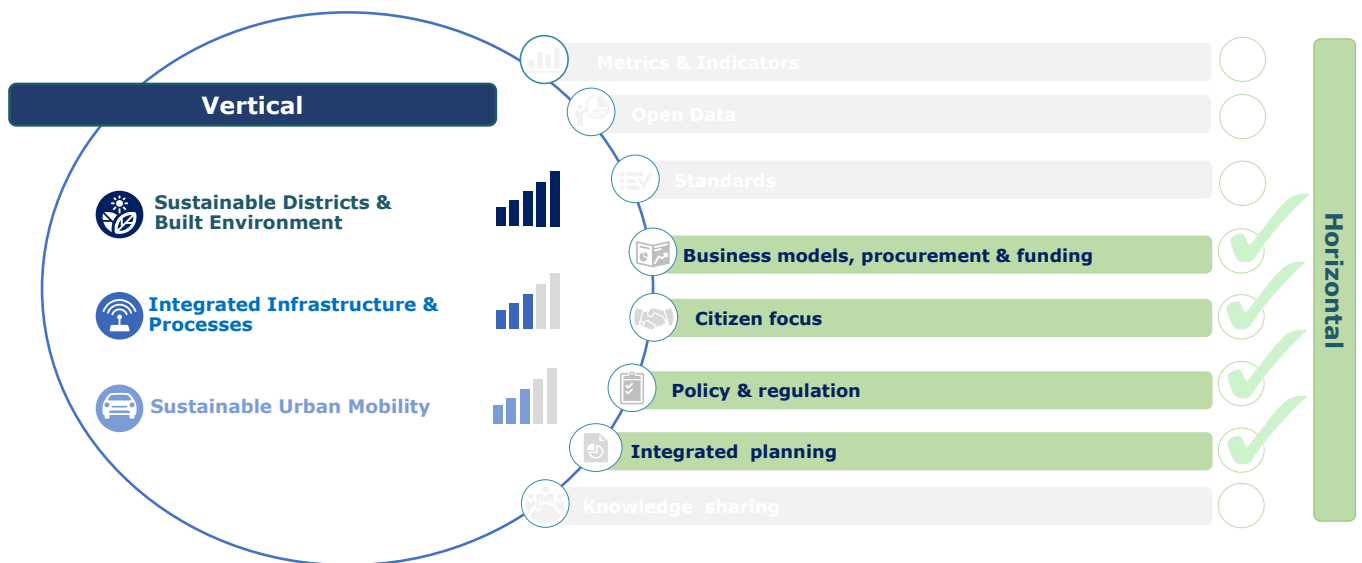 Vertical
Sustainable Districts &
Built Environment
Integrated Infrastructure &
Processes
Sustainable Urban Mobility
Metrics & Indicators
Open Data
Standards
Business models, procurement & funding
Citizen focus
Policy & regulation
Integrated planning
Knowledge sharing
Horizontal